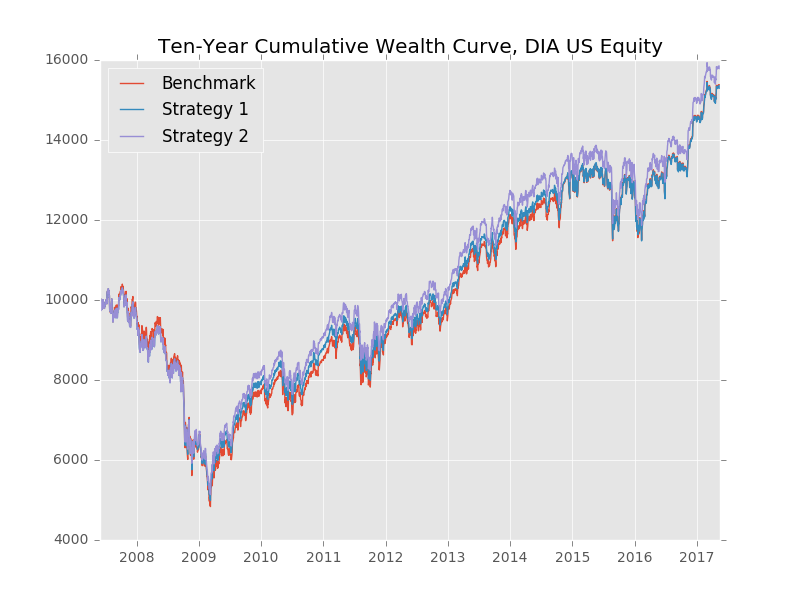 Ten-Year Cumulative Wealth Curve, DIA US Equity
16000
14000
12000
10000
8000
6000
4000
Benchmark
Strategy 1
Strategy 2
2008 2009 2010 2011 2012 2013 2014 2015 2016 2017